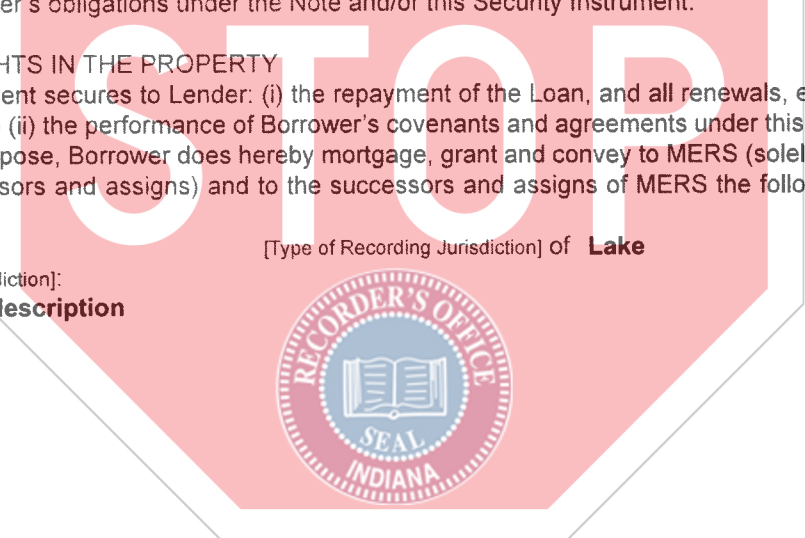 er's obligations under the Note and/or this Security Instrument.
HTS IN THE PROPERTY
ent secures to Lender: (i) the repayment of the Loan, and all renewals, e
(ii) the performance of Borrower's covenants and agreements under this
pose, Borrower does hereby mortgage, grant and convey to MERS (solel
sors and assigns) and to the successors and assigns of MERS the follo
STOP
[Type of Recording Jurisdiction] of Lake
diction]:
description
RECORDER'S OFFICE
SEAL
INDIANA